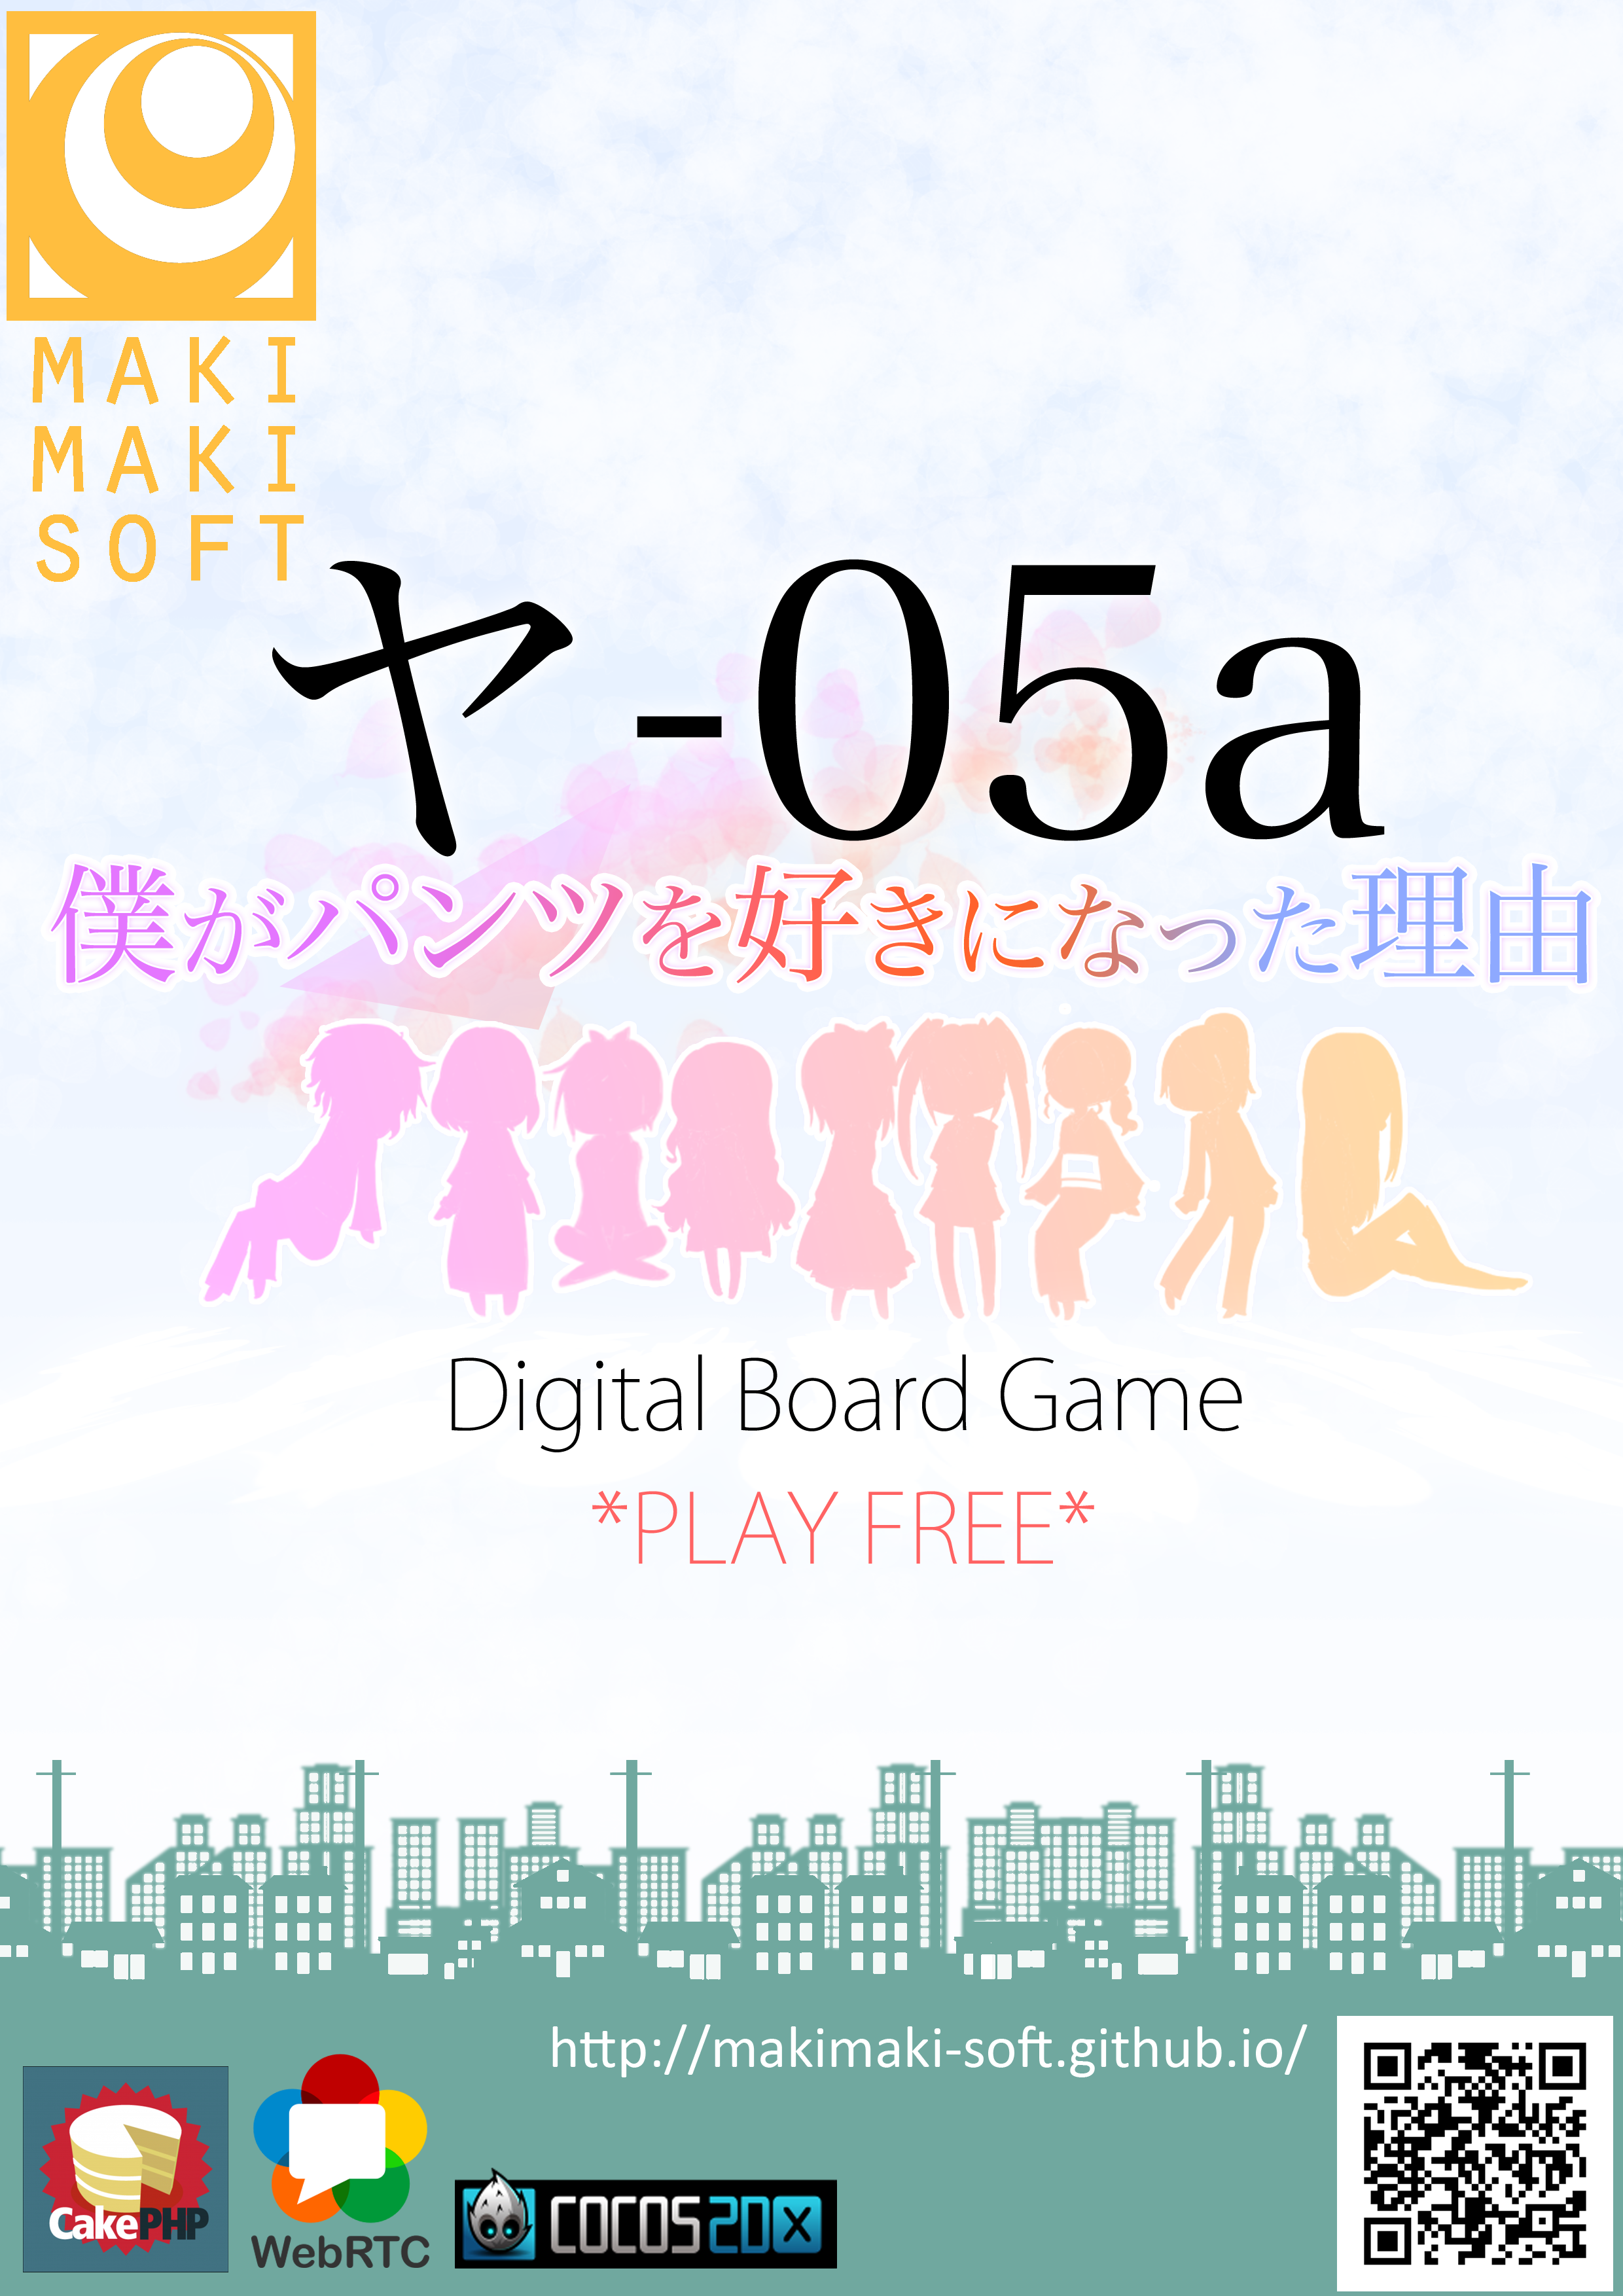 MAKI
MAKI
SOFT
ヤ-05a
僕がパンツを好きになった理由
Digital Board Game
*PLAY FREE*
http://makimaki-soft.github.io/
CakePHP
WebRTC
COCOS2DX